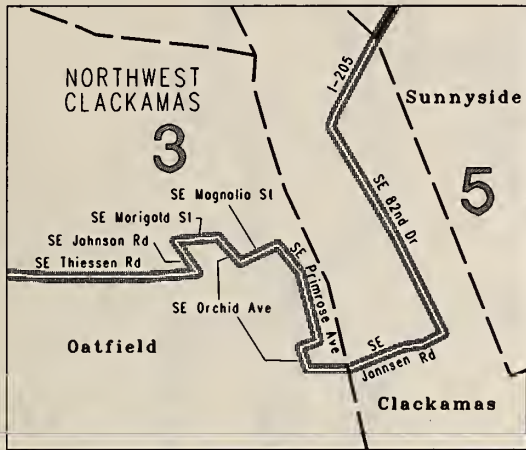 NORTHWEST
CLACKAMAS
3
I-205
Sunnyside
5
SE 82nd Dr
SE Magnolia St
SE Marigold St
SE Johnson Rd
SE Thiessen Rd
SE Primrose Ave
SE Orchid Ave
Oatfield
SE
Jannsen Rd
Clackamas